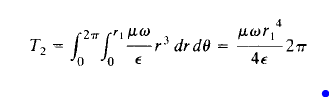 T₂ = ∫₀^{2π} ∫₀^{r₁} (μω/ϵ) r³ dr dθ = (μωr₁⁴/4ϵ) 2π